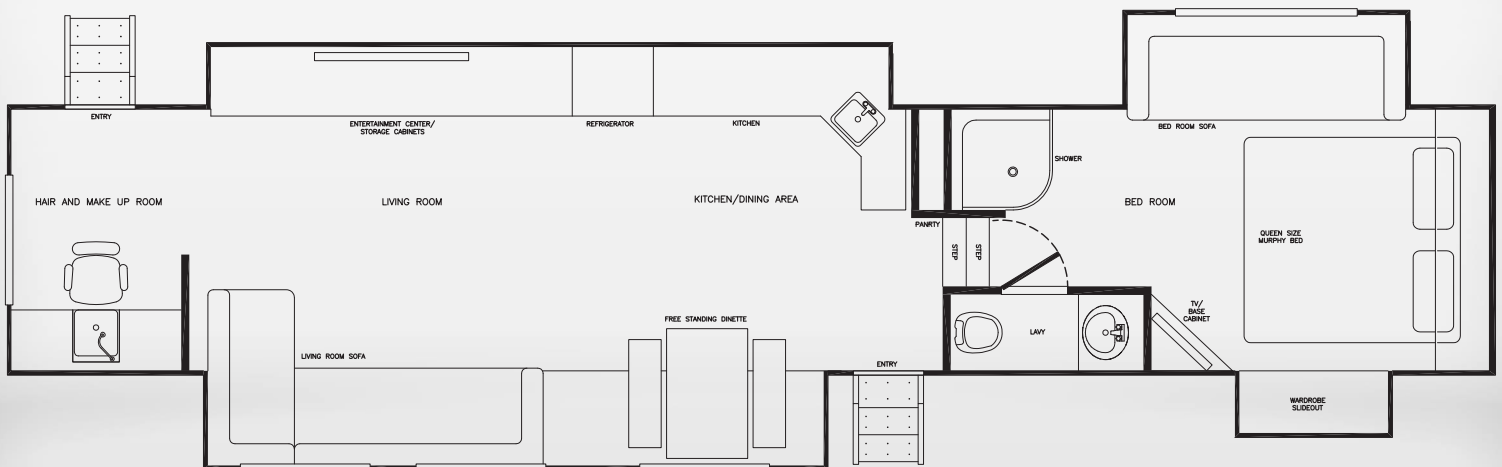 ENTRY
ENTERTAINMENT CENTER/
STORAGE CABINETS
REFRIGERATOR
KITCHEN
BED ROOM SOFA
SHOWER
HAIR AND MAKE UP ROOM
LIVING ROOM
KITCHEN/DINING AREA
BED ROOM
PANRTY
STEP
STEP
QUEEN SIZE
MURPHY BED
TV/
BASE
CABINET
FREE STANDING DINETTE
LAVY
LIVING ROOM SOFA
ENTRY
WARDROBE
SLIDEOUT